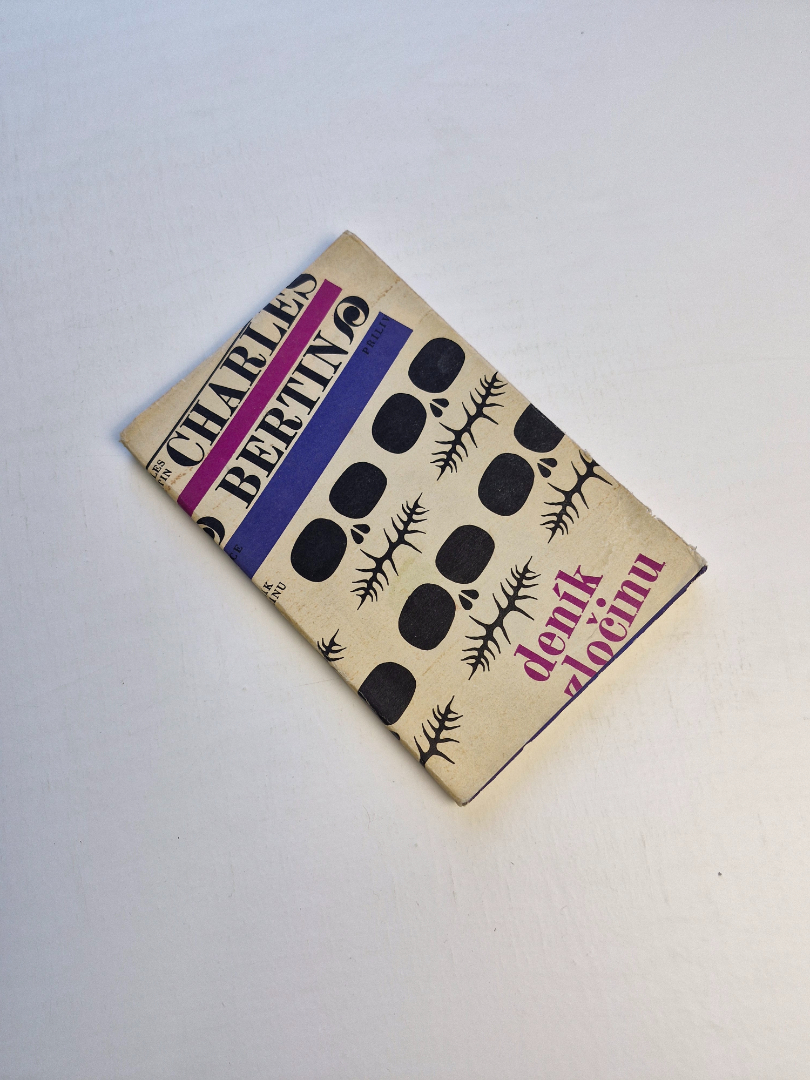 CHARLES
BERTIN
deník
zločinu